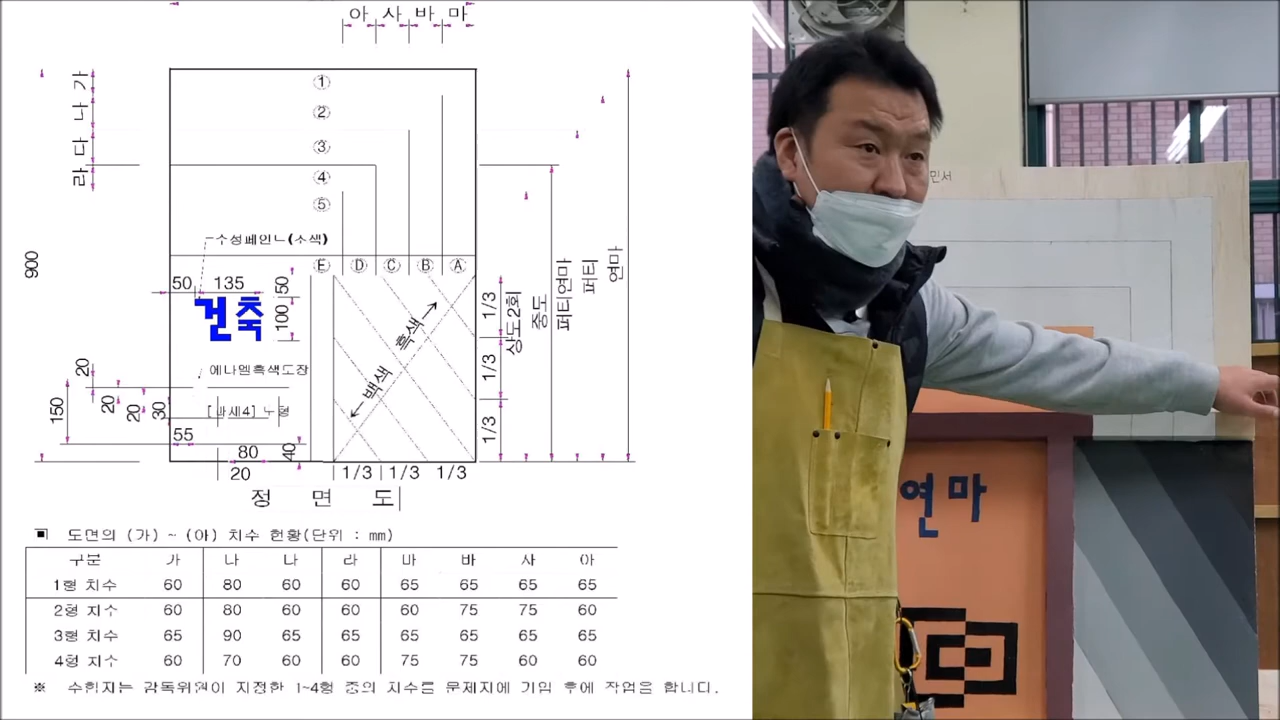 아 사 바 마
가
나
다
라
①
②
③
④
⑤
900
수성페인ㄴ(소색)
Ⓔ Ⓓ Ⓒ Ⓑ Ⓐ
50 135
50
100
건축
에나멜흑색도장
20
20
20
30
150
55
80
40
20
흑색
백색
1/3
1/3
1/3
1/3 1/3 1/3
상도2회
중도
퍼티연마
퍼티
연마
정 면 도
▣ 도면의 (가) ~ (아) 치수 현황(단위 : mm)
구분 가 나 나 라 마 바 사 아
1형 치수 60 80 60 60 65 65 65 65
2형 치수 60 80 60 60 60 75 75 60
3형 치수 65 90 65 65 65 65 65 65
4형 치수 60 70 60 60 75 75 60 60
※ 수험자는 감독위원이 지정한 1~4형 중의 치수를 문제지에 기입 후에 작업을 합니다.
민서
연마